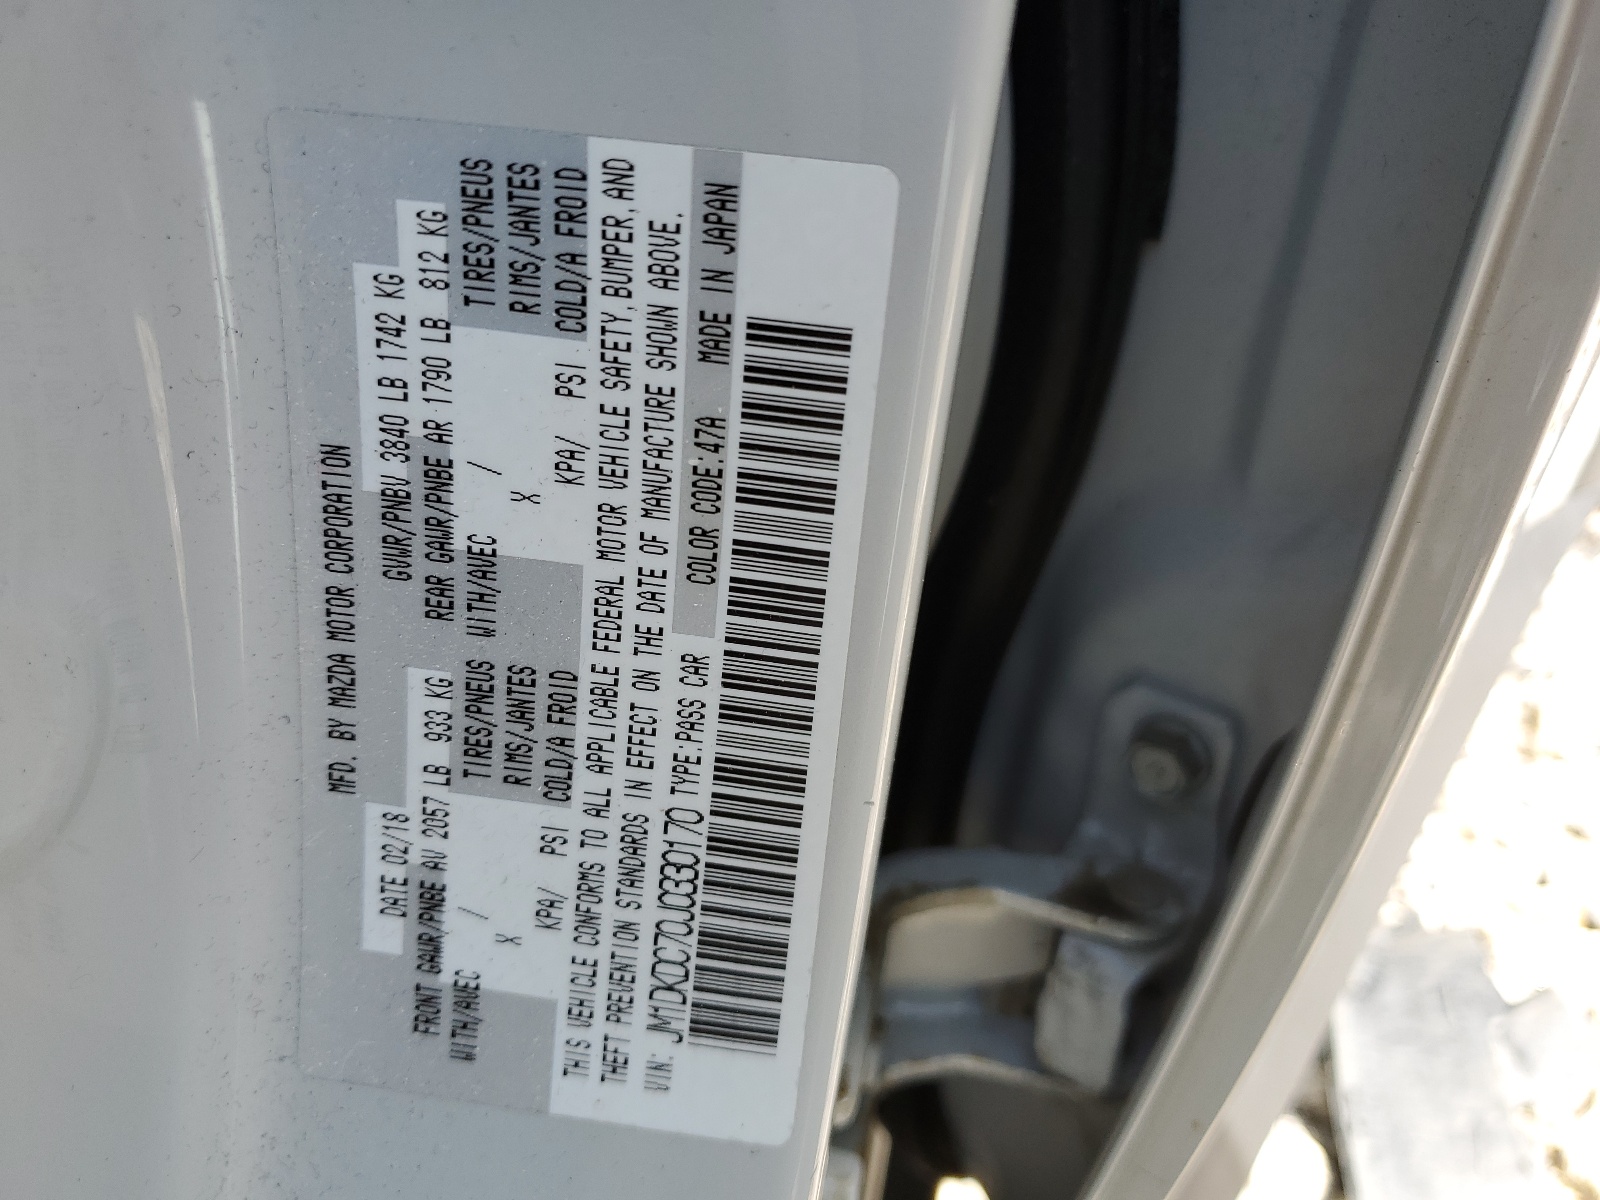 MFD. BY MAZDA MOTOR CORPORATION
DATE 02/18 GVWR/PNBV 3840 LB 1742 KG
FRONT GAWR/PNBE AV 2057 LB 933 KG REAR GAWR/PNBE AR 1790 LB 812 KG
WITH/AVEC / TIRES/PNEUS WITH/AVEC / TIRES/PNEUS
X RIMS/JANTES X RIMS/JANTES
KPA/ PSI COLD/A FROID KPA/ PSI COLD/A FROID
THIS VEHICLE CONFORMS TO ALL APPLICABLE FEDERAL MOTOR VEHICLE SAFETY, BUMPER, AND
THEFT PREVENTION STANDARDS IN EFFECT ON THE DATE OF MANUFACTURE SHOWN ABOVE.
VIN: JM1DKDC70J0330170 TYPE:PASS CAR COLOR CODE:47A MADE IN JAPAN